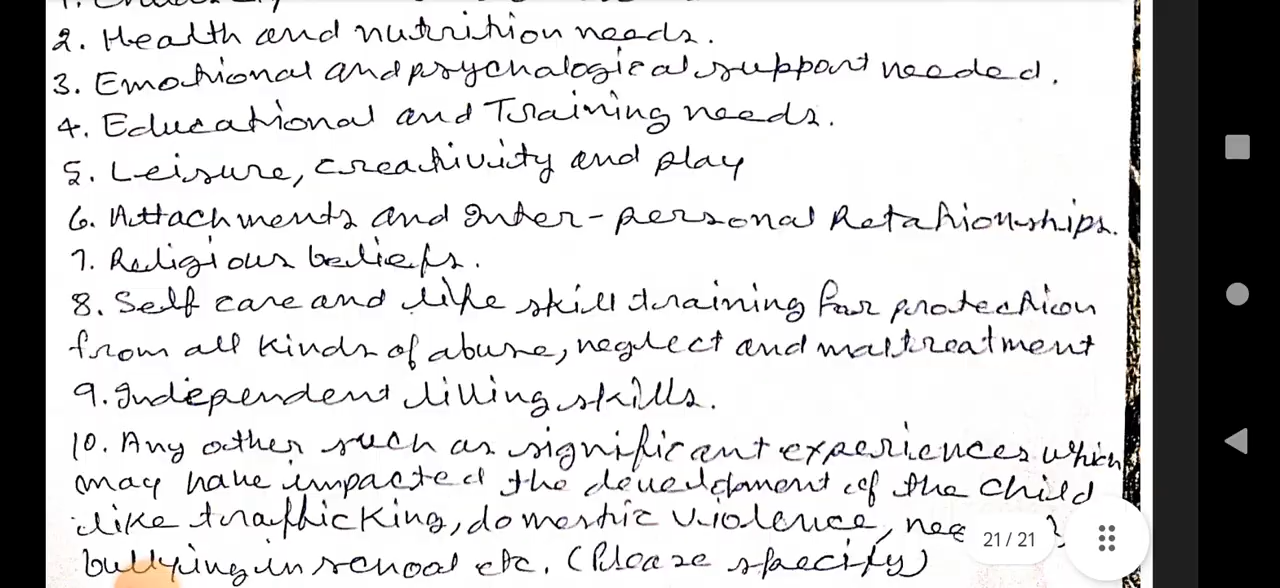 2. Health and nutrition needs.
3. Emotional and psychalogical support needed.
4. Educational and Training needs.
5. Leisure, creativity and play
6. Attachments and Inter-personal Retationships.
7. Religious beliefs.
8. Self care and life skill training for protection
from all kinds of abuse, neglect and maltreatment
9. Independent living skills.
10. Any other such as significant experiences which
may have impacted the development of the child
like trafficking, domestic violence,
21 / 21
bullying in school etc. (Please specify)